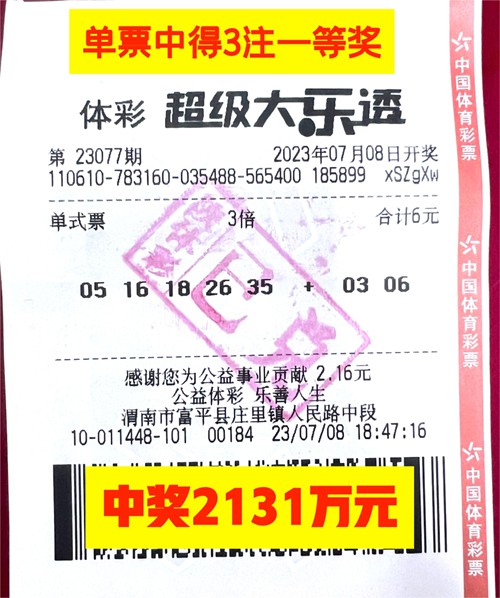 单票中得3注一等奖
体彩 超级大乐透
第 23077期 2023年07月08日开奖
110610-783160-035488-565400 185899 xSZgXw
单式票 3倍 合计6元
05 16 18 26 35 + 03 06
感谢您为公益事业贡献 2.16元
公益体彩 乐善人生
渭南市富平县庄里镇人民路中段
10-011448-101 00184 23/07/08 18:47:16
中奖2131万元
中国体育彩票
中国体育彩票
中国体育彩票